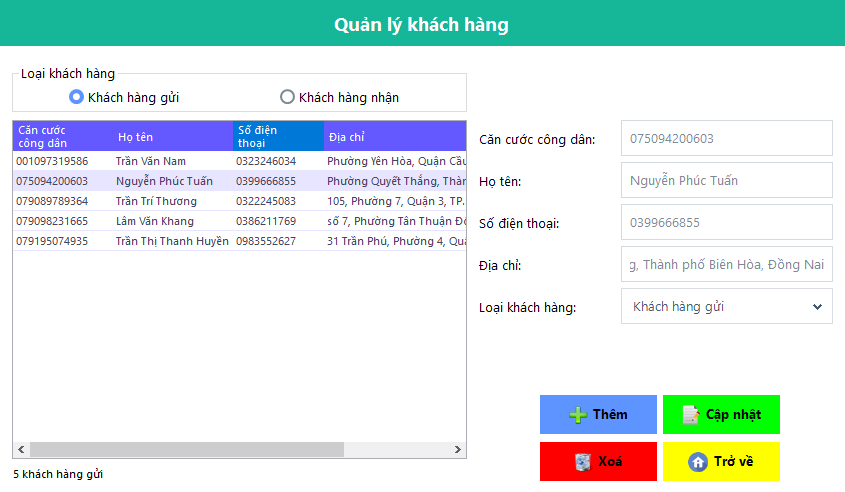 Quản lý khách hàng
Loại khách hàng
Khách hàng gửi Khách hàng nhận
Căn cước công dân Họ tên Số điện thoại Địa chỉ
001097319586 Trần Văn Nam 0323246034 Phường Yên Hòa, Quận Cầu
075094200603 Nguyễn Phúc Tuấn 0399666855 Phường Quyết Thắng, Thàn
079089789364 Trần Trí Thương 0322245083 105, Phường 7, Quận 3, TP.
079098231665 Lâm Văn Khang 0386211769 số 7, Phường Tân Thuận Đô
079195074935 Trần Thị Thanh Huyền 0983552627 31 Trần Phú, Phường 4, Quậ
5 khách hàng gửi
Căn cước công dân: 075094200603
Họ tên: Nguyễn Phúc Tuấn
Số điện thoại: 0399666855
Địa chỉ: g, Thành phố Biên Hòa, Đồng Nai
Loại khách hàng: Khách hàng gửi
Thêm Cập nhật
Xoá Trở về